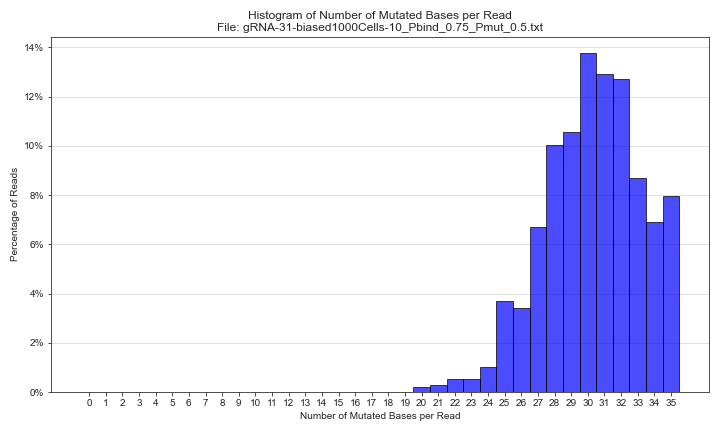 Histogram of Number of Mutated Bases per Read
File: gRNA-31-biased1000Cells-10_Pbind_0.75_Pmut_0.5.txt
Percentage of Reads
14%
12%
10%
8%
6%
4%
2%
0%
0 1 2 3 4 5 6 7 8 9 10 11 12 13 14 15 16 17 18 19 20 21 22 23 24 25 26 27 28 29 30 31 32 33 34 35
Number of Mutated Bases per Read